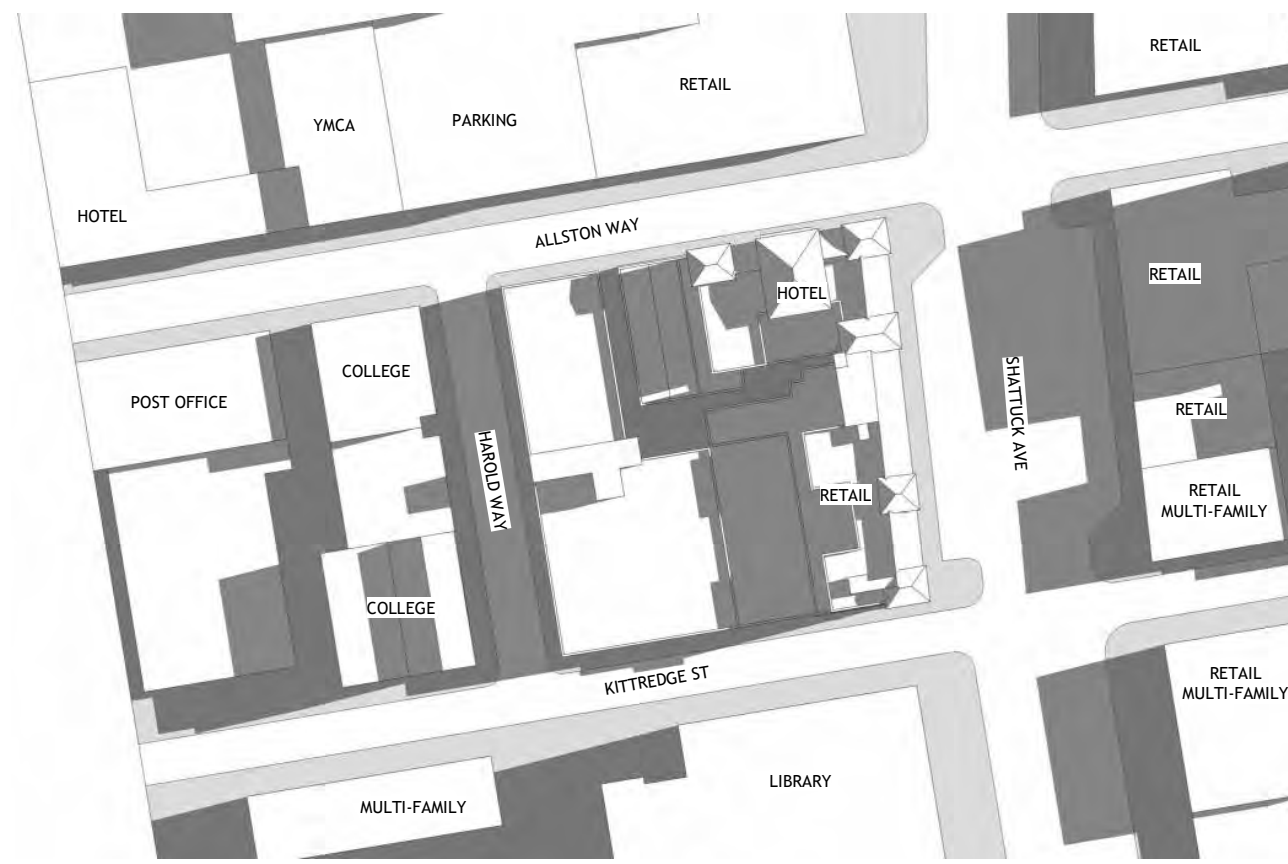 RETAIL
RETAIL
YMCA
PARKING
HOTEL
ALLSTON WAY
RETAIL
HOTEL
COLLEGE
POST OFFICE
SHATTUCK AVE
RETAIL
HAROLD WAY
RETAIL
RETAIL
MULTI-FAMILY
COLLEGE
KITTREDGE ST
RETAIL
MULTI-FAMILY
LIBRARY
MULTI-FAMILY